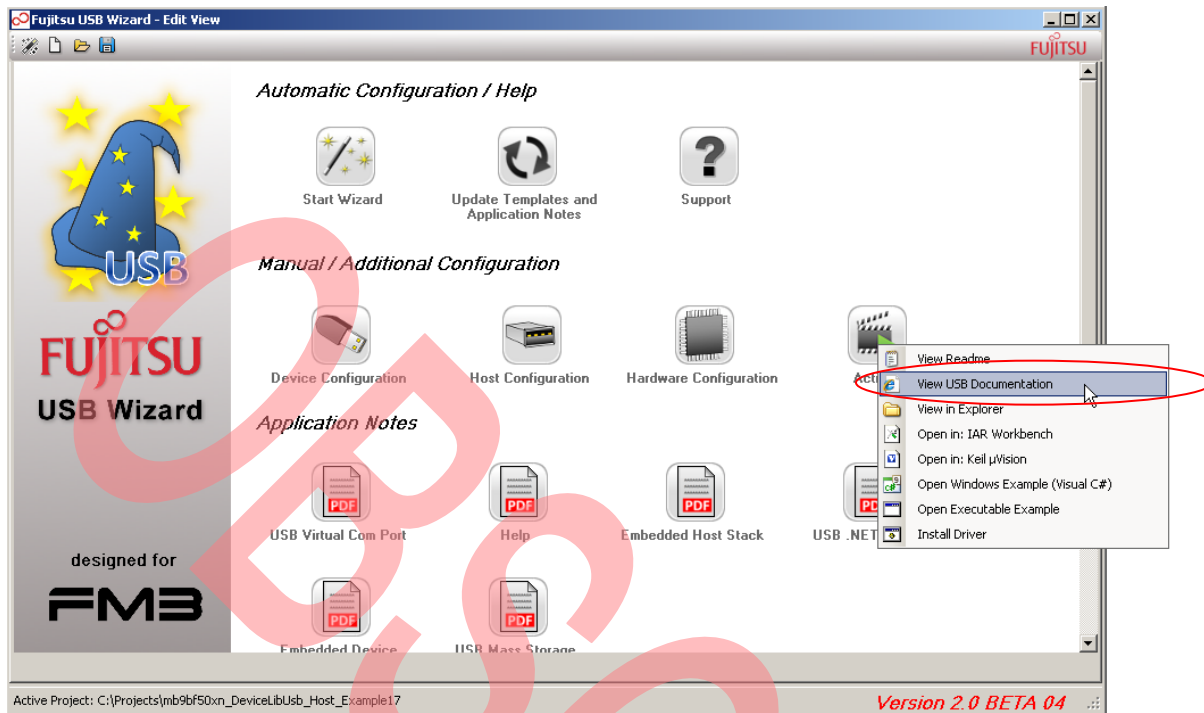 Fujitsu USB Wizard - Edit View
FUJITSU
Automatic Configuration / Help
Start Wizard
Update Templates and
Application Notes
Support
USB
Manual / Additional Configuration
FUJITSU
USB Wizard
Device Configuration
Host Configuration
Hardware Configuration
View Readme
View USB Documentation
View in Explorer
Open in: IAR Workbench
Open in: Keil µVision
Open Windows Example (Visual C#)
Open Executable Example
Install Driver
Application Notes
PDF
PDF
PDF
USB Virtual Com Port
Help
Embedded Host Stack
USB .NET
designed for
FM3
PDF
PDF
Embedded Device
USB Mass Storage
Active Project: C:\Projects\mb9bf50xn_DeviceLibUsb_Host_Example17
Version 2.0 BETA 04